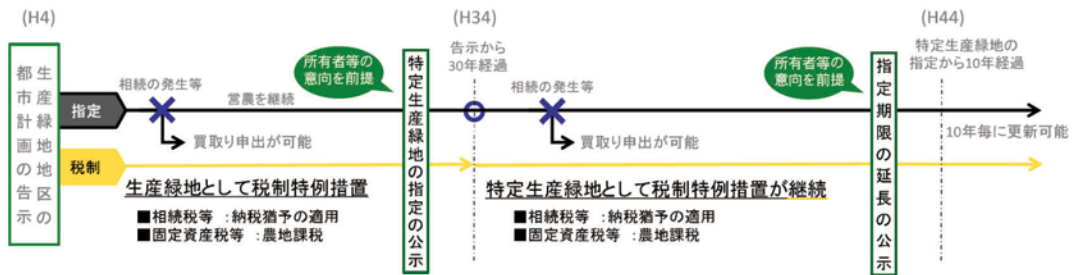 (H4)
(H34)
(H44)
生産緑地地区の
都市計画の告示
指定
税制
相続の発生等
営農を継続
買取り申出が可能
所有者等の
意向を前提
特定生産緑地の指定の公示
告示から
30年経過
相続の発生等
買取り申出が可能
所有者等の
意向を前提
指定期限の延長の公示
特定生産緑地の
指定から10年経過
10年毎に更新可能
生産緑地として税制特例措置
■相続税等 :納税猶予の適用
■固定資産税等 :農地課税
特定生産緑地として税制特例措置が継続
■相続税等 :納税猶予の適用
■固定資産税等 :農地課税